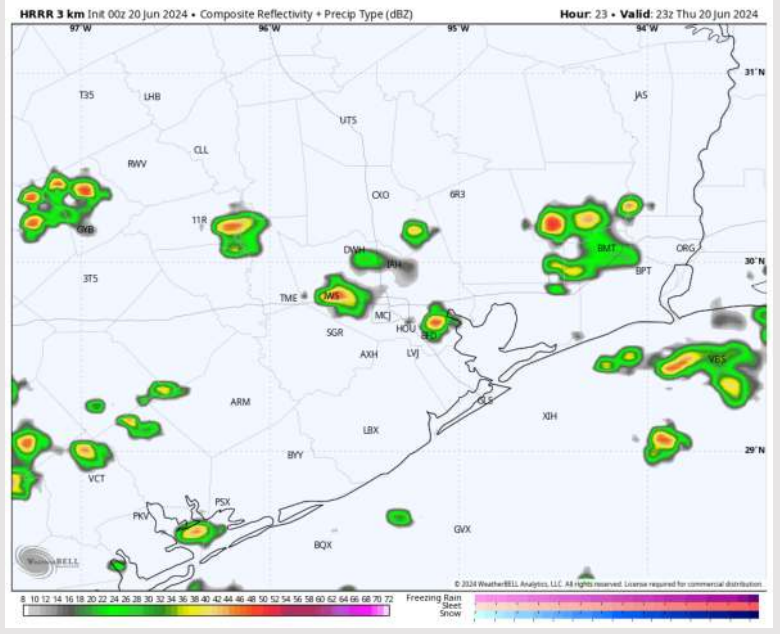 HRRR 3 km Init 00z 20 Jun 2024 • Composite Reflectivity + Precip Type (dBZ)
Hour: 23 • Valid: 23z Thu 20 Jun 2024
97°W 96°W 95°W 94°W
31°N
T35 LHB JAS
UTS
CLL
RWV
OXO 6R3
11R
GYB
DWH BMT ORG
IAH 30°N
3T5 BPT
TME IWS
MCJ
SGR HOU
AXH LVJ VBS
ARM GLS
XIH
LBX
BYY 29°N
VCT
PSX
PKV
GVX
BQX
WeatherBELL
© 2024 WeatherBELL Analytics, LLC. All rights reserved. License required for commercial distribution.
8 10 12 14 16 18 20 22 24 26 28 30 32 34 36 38 40 42 44 46 48 50 52 54 56 58 60 62 64 66 68 70 72
Freezing Rain
Sleet
Snow